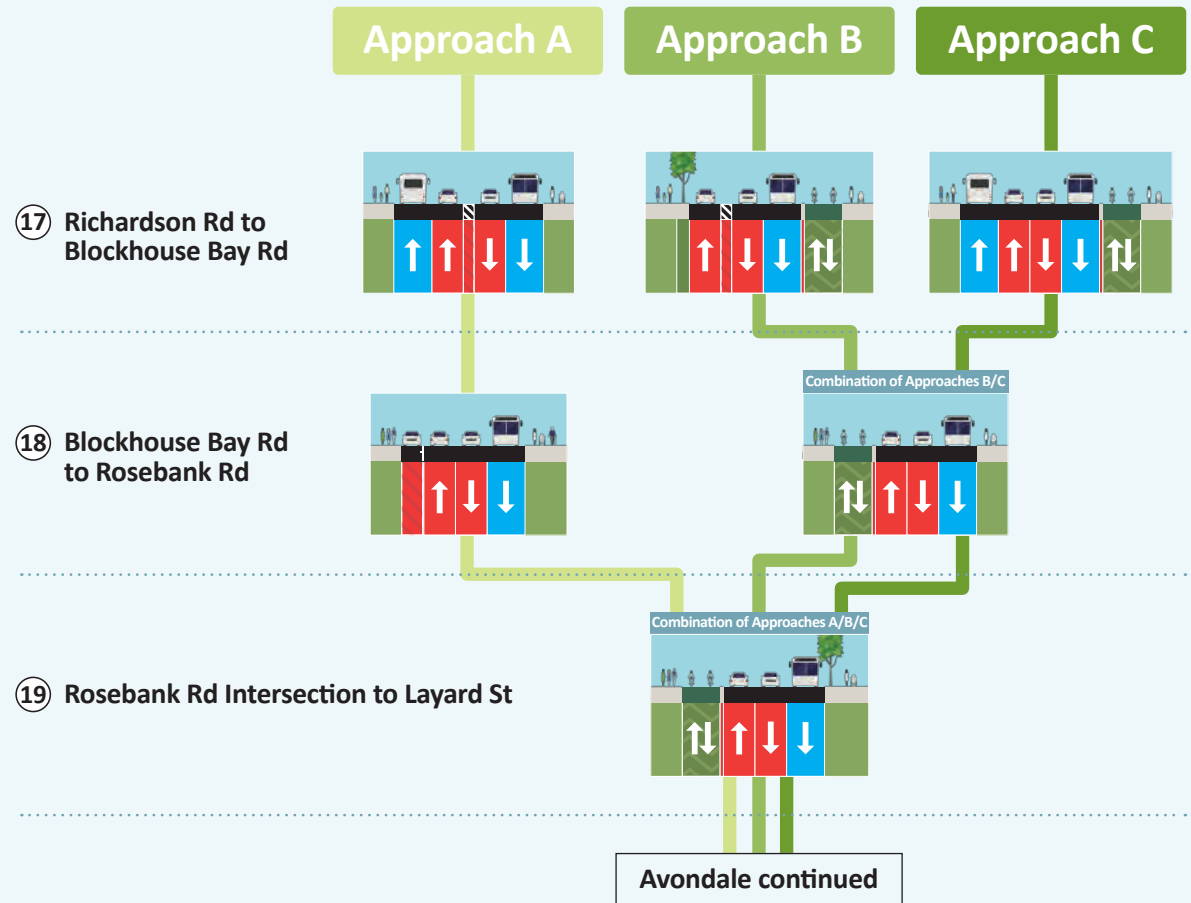 Approach A
Approach B
Approach C
17 Richardson Rd to
Blockhouse Bay Rd
Combination of Approaches B/C
18 Blockhouse Bay Rd
to Rosebank Rd
Combination of Approaches A/B/C
19 Rosebank Rd Intersection to Layard St
Avondale continued